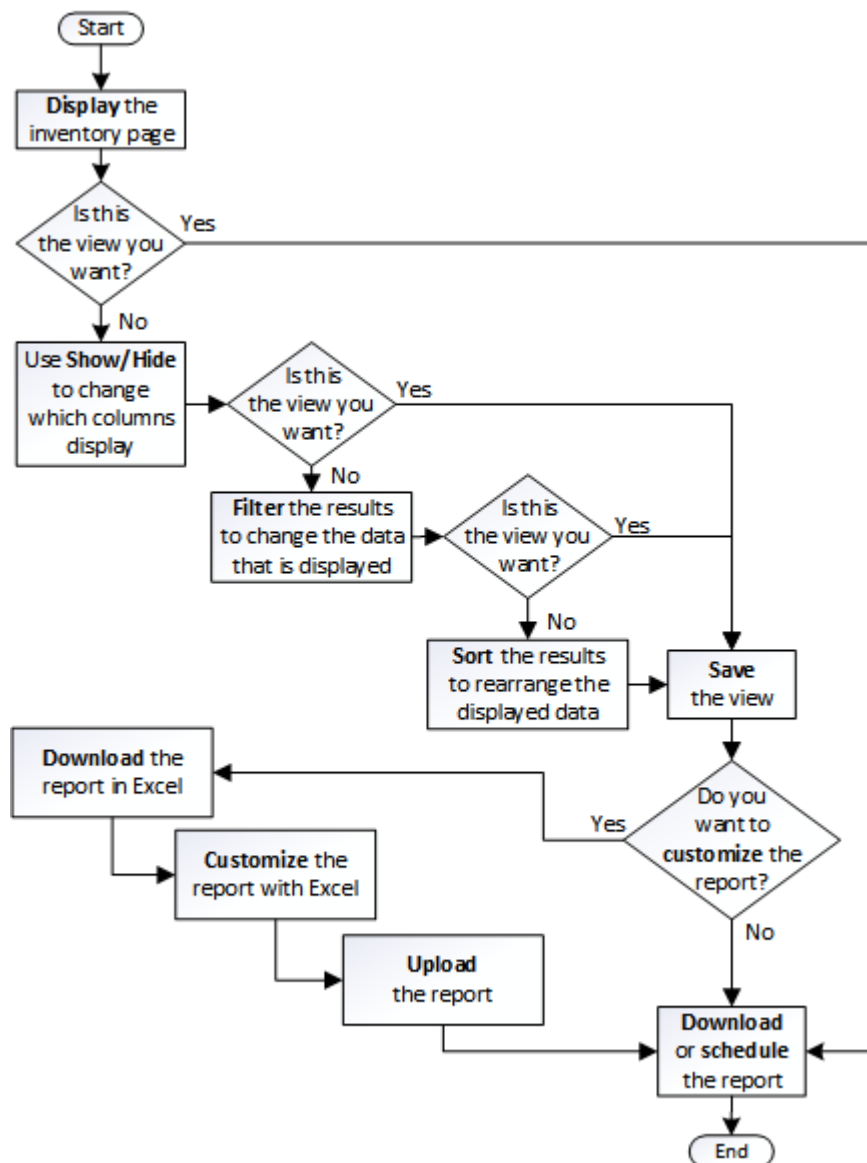 Start
Display the
inventory page
Is this
the view you
want?
Yes
No
Use Show/Hide
to change
which columns
display
Is this
the view you
want?
Yes
No
Filter the results
to change the data
that is displayed
Is this
the view you
want?
Yes
No
Sort the results
to rearrange the
displayed data
Save
the view
Do you
want to
customize the
report?
Yes
No
Download the
report in Excel
Customize the
report with Excel
Upload
the report
Download
or schedule
the report
End